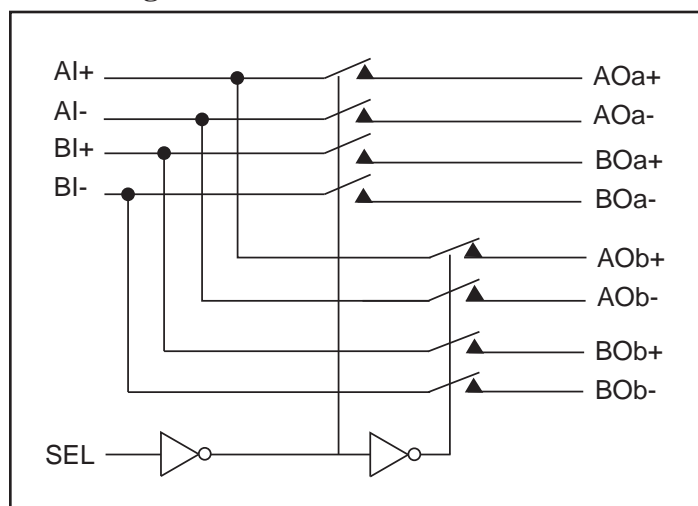 AI+
AOa+
AI-
AOa-
BI+
BOa+
BI-
BOa-
AOb+
AOb-
BOb+
BOb-
SEL